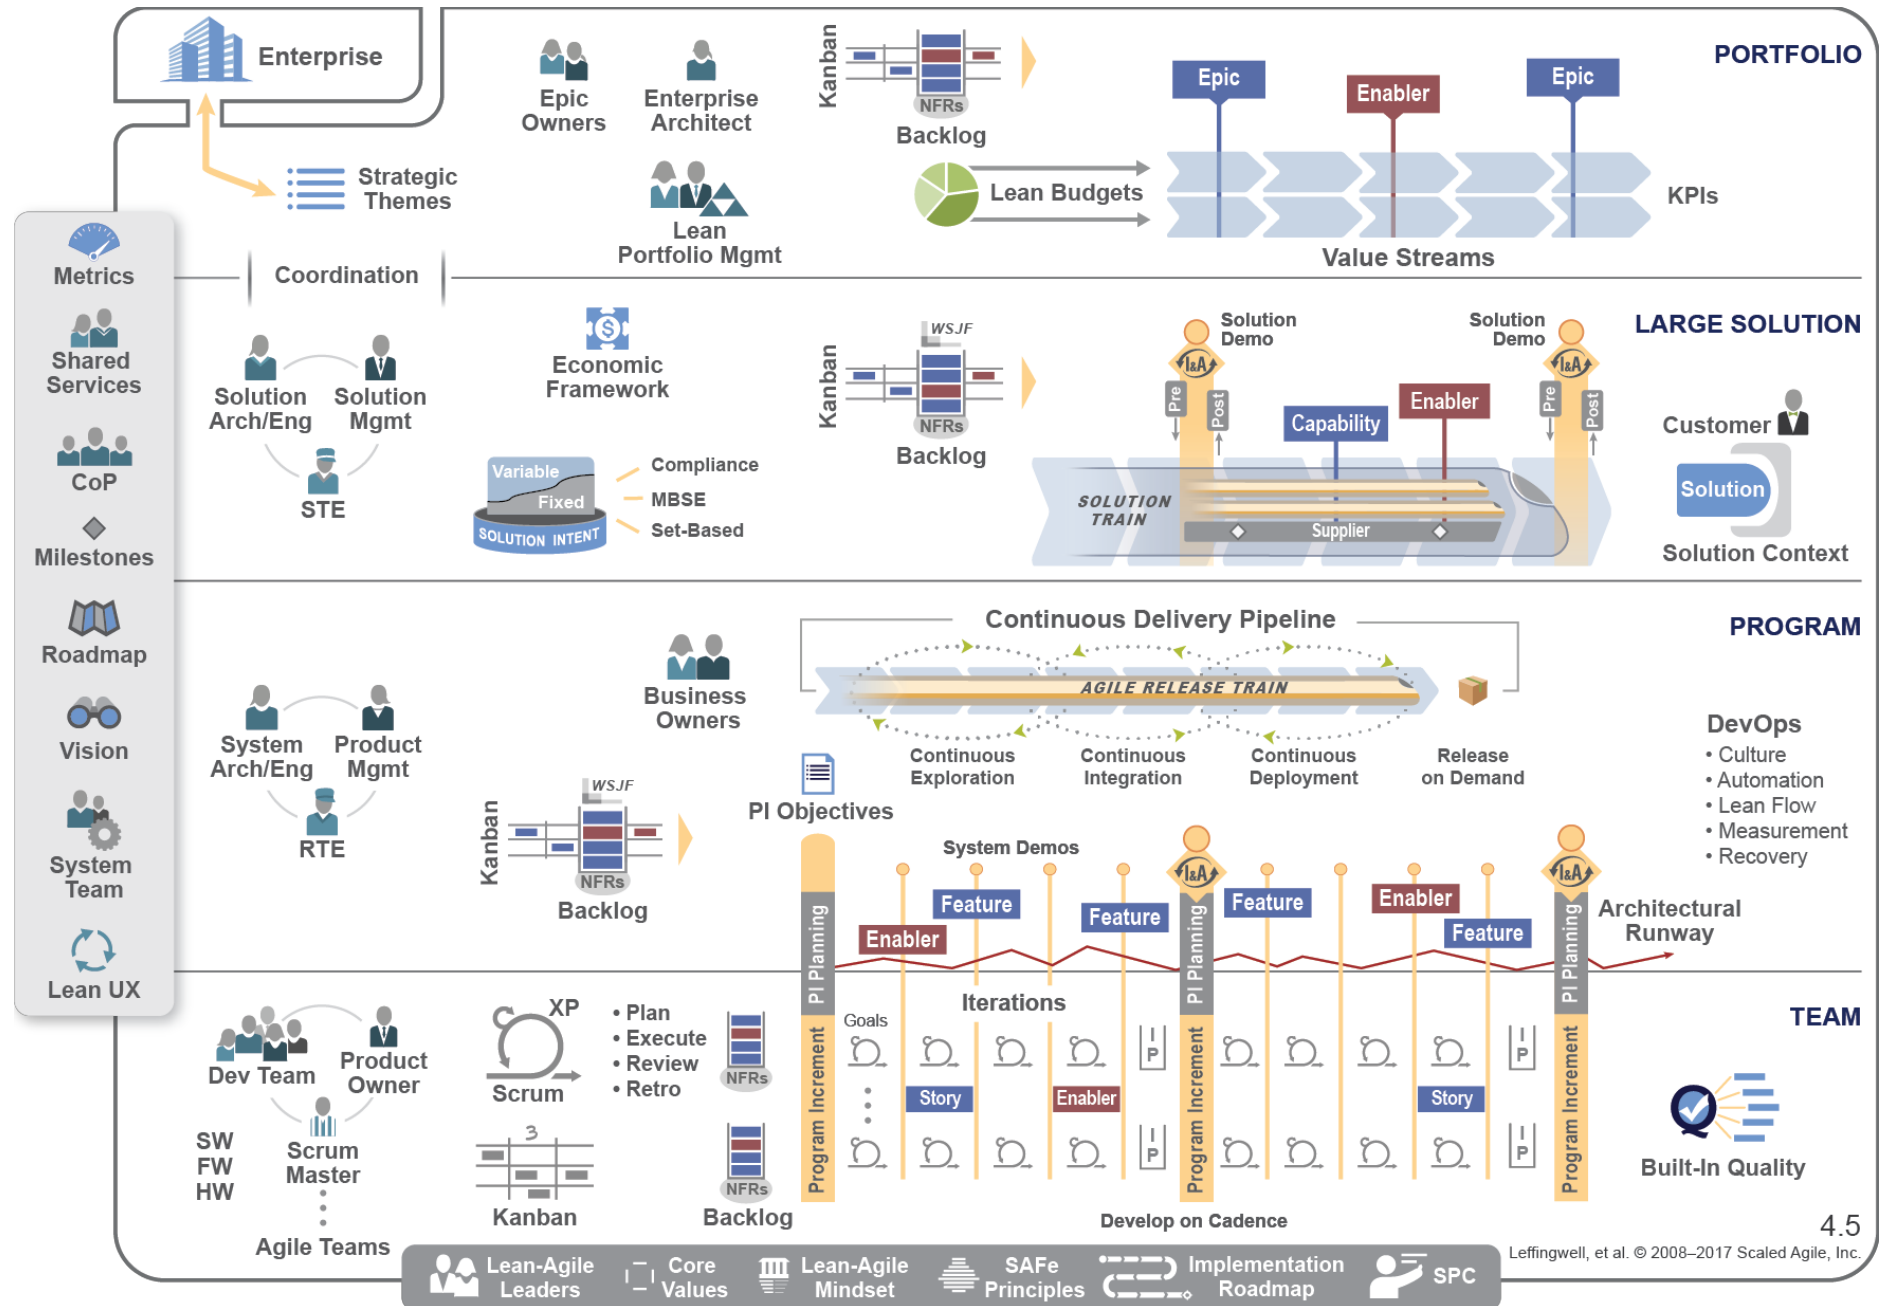 Enterprise
Epic
Owners
Enterprise
Architect
Kanban
NFRs
Backlog
Epic
Enabler
Epic
PORTFOLIO
Strategic
Themes
Lean
Portfolio Mgmt
Lean Budgets
KPIs
Value Streams
Metrics
Shared
Services
CoP
Milestones
Roadmap
Vision
System
Team
Lean UX
Coordination
Solution
Arch/Eng
Solution
Mgmt
STE
Economic
Framework
Variable
Fixed
SOLUTION INTENT
Compliance
MBSE
Set-Based
Kanban
WSJF
NFRs
Backlog
Solution
Demo
Solution
Demo
I&A
I&A
Pre
Post
Pre
Post
Capability
Enabler
SOLUTION
TRAIN
Supplier
LARGE SOLUTION
Customer
Solution
Solution Context
System
Arch/Eng
Product
Mgmt
RTE
Business
Owners
Continuous Delivery Pipeline
AGILE RELEASE TRAIN
Continuous
Exploration
Continuous
Integration
Continuous
Deployment
Release
on Demand
PROGRAM
DevOps
• Culture
• Automation
• Lean Flow
• Measurement
• Recovery
Kanban
WSJF
NFRs
Backlog
PI Objectives
System Demos
I&A
I&A
Enabler
Feature
Feature
Feature
Enabler
Feature
Architectural
Runway
PI Planning
PI Planning
PI Planning
Dev Team
Product
Owner
Scrum
Master
SW
FW
HW
Agile Teams
XP
Scrum
• Plan
• Execute
• Review
• Retro
3
Kanban
NFRs
NFRs
Backlog
Program Increment
Program Increment
Program Increment
Iterations
Goals
Story
Enabler
Story
I
P
I
P
I
P
I
P
Develop on Cadence
TEAM
Built-In Quality
4.5
Leffingwell, et al. © 2008–2017 Scaled Agile, Inc.
Lean-Agile
Leaders
Core
Values
Lean-Agile
Mindset
SAFe
Principles
Implementation
Roadmap
SPC